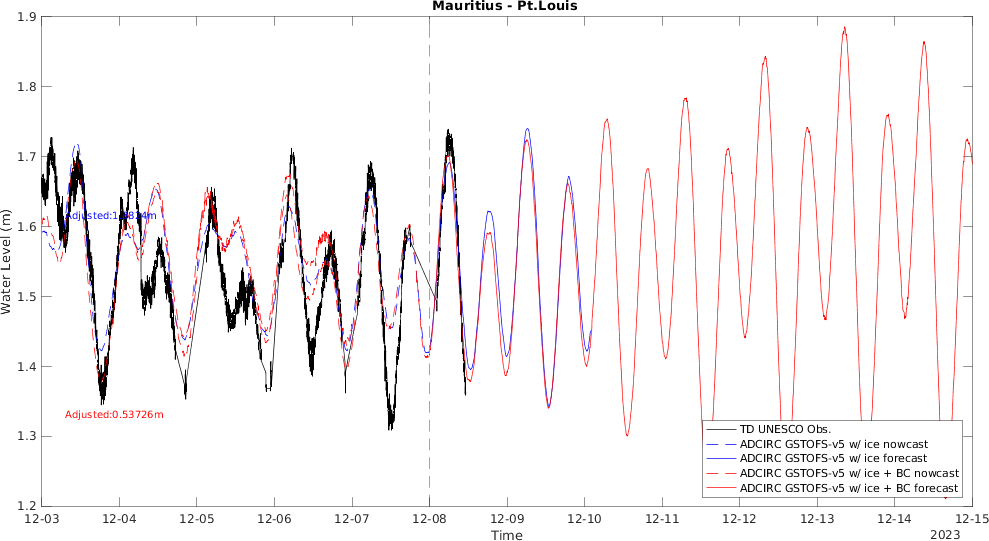 Mauritius - Pt.Louis
Water Level (m)
1.9
1.8
1.7
1.6
1.5
1.4
1.3
1.2
Adjusted:0.53726m
TD UNESCO Obs.
ADCIRC GSTOFS-v5 w/ ice nowcast
ADCIRC GSTOFS-v5 w/ ice forecast
ADCIRC GSTOFS-v5 w/ ice + BC nowcast
ADCIRC GSTOFS-v5 w/ ice + BC forecast
12-03 12-04 12-05 12-06 12-07 12-08 12-09 12-10 12-11 12-12 12-13 12-14 12-15
Time
2023